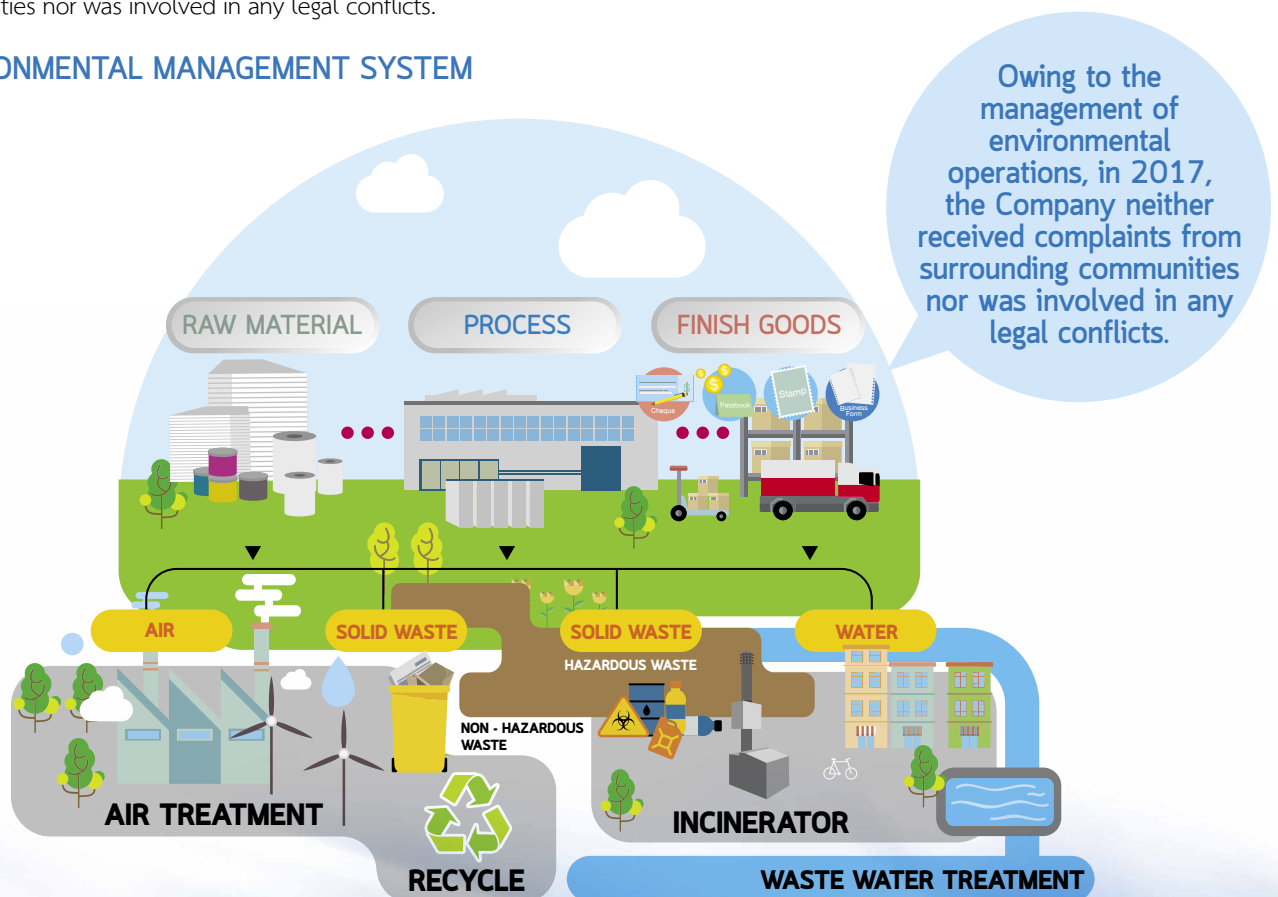 ties nor was involved in any legal conflicts.
ONMENTAL MANAGEMENT SYSTEM
Owing to the
management of
environmental
operations, in 2017,
the Company neither
received complaints from
surrounding communities
nor was involved in any
legal conflicts.
RAW MATERIAL
PROCESS
FINISH GOODS
Cheque
Passbook
Stamp
Business
Form
AIR
SOLID WASTE
SOLID WASTE
WATER
HAZARDOUS WASTE
NON - HAZARDOUS
WASTE
AIR TREATMENT
INCINERATOR
RECYCLE
WASTE WATER TREATMENT